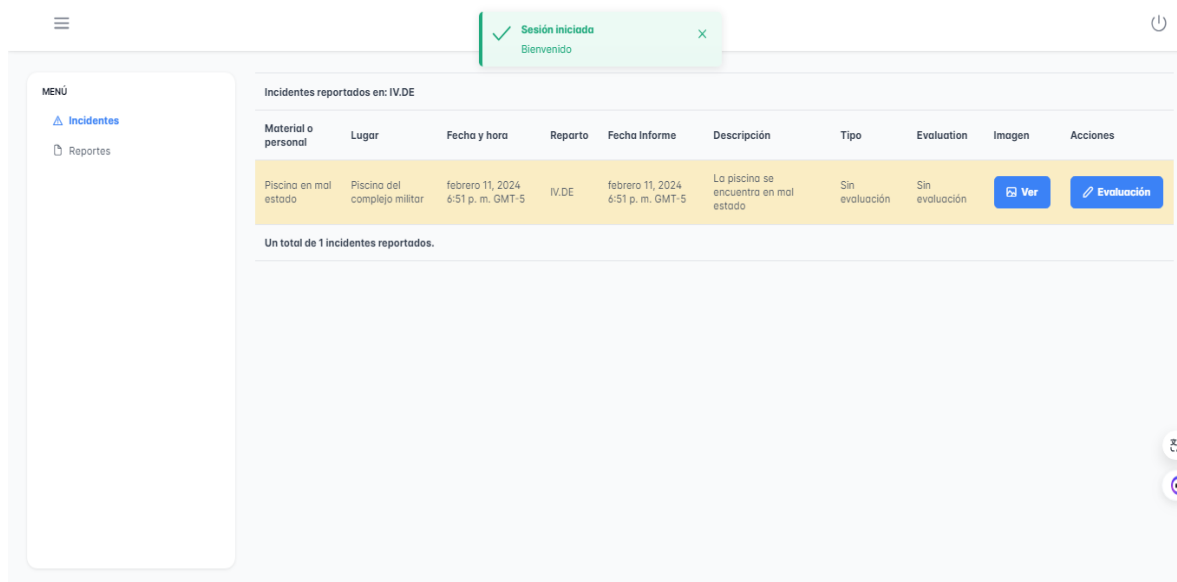 Sesión iniciada
Bienvenido
MENÚ
Incidentes
Reportes
Incidentes reportados en: IV.DE
Material o
personal
Lugar
Fecha y hora
Reparto
Fecha Informe
Descripción
Tipo
Evaluation
Imagen
Acciones
Piscina en mal
estado
Piscina del
complejo militar
febrero 11, 2024
6:51 p. m. GMT-5
IV.DE
febrero 11, 2024
6:51 p. m. GMT-5
La piscina se
encuentra en mal
estado
Sin
evaluación
Sin
evaluación
Ver
Evaluación
Un total de 1 incidentes reportados.